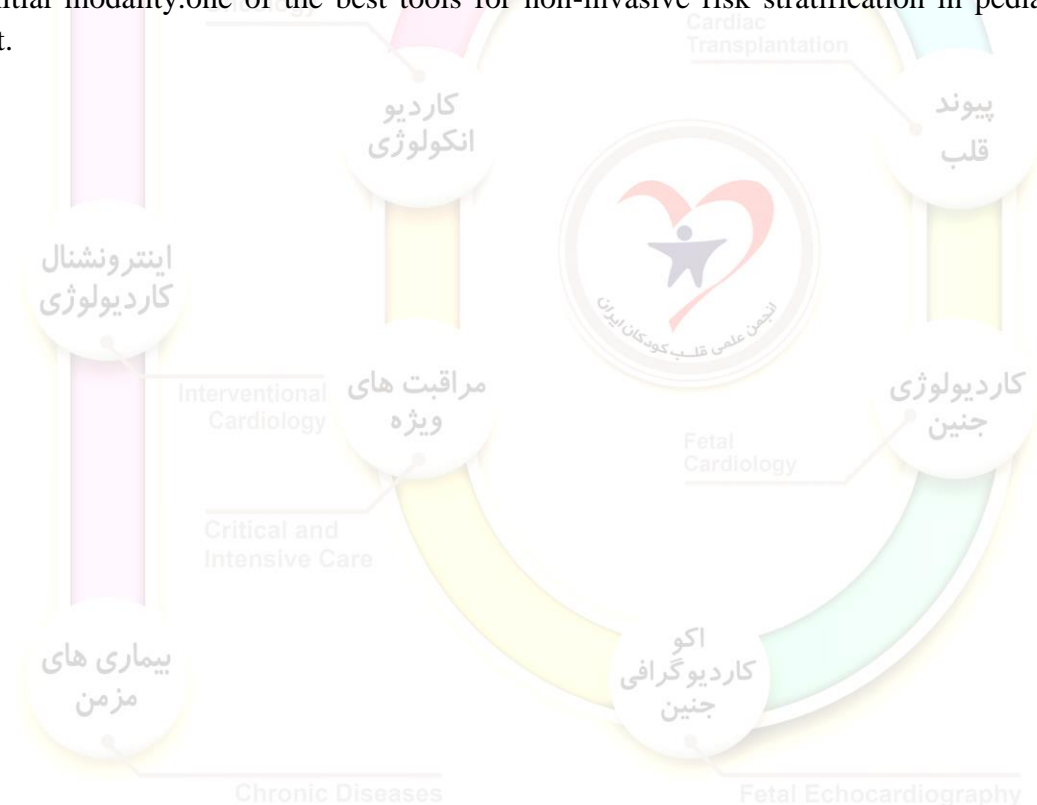 modality.one of the best tools for non-invasive risk stratification in
t.
Cardiac
Transplantation
کاردیو
انکولوژی
پیوند
قلب
اینترونشنال
کاردیولوژی
انجمن علمی قلب کودکان ایران
Interventional
Cardiology
مراقبت های
ویژه
کاردیولوژی
جنین
Fetal
Cardiology
Critical and
Intensive Care
بیماری های
مزمن
اکو
کاردیوگرافی
جنین
Chronic Diseases
Fetal Echocardiography